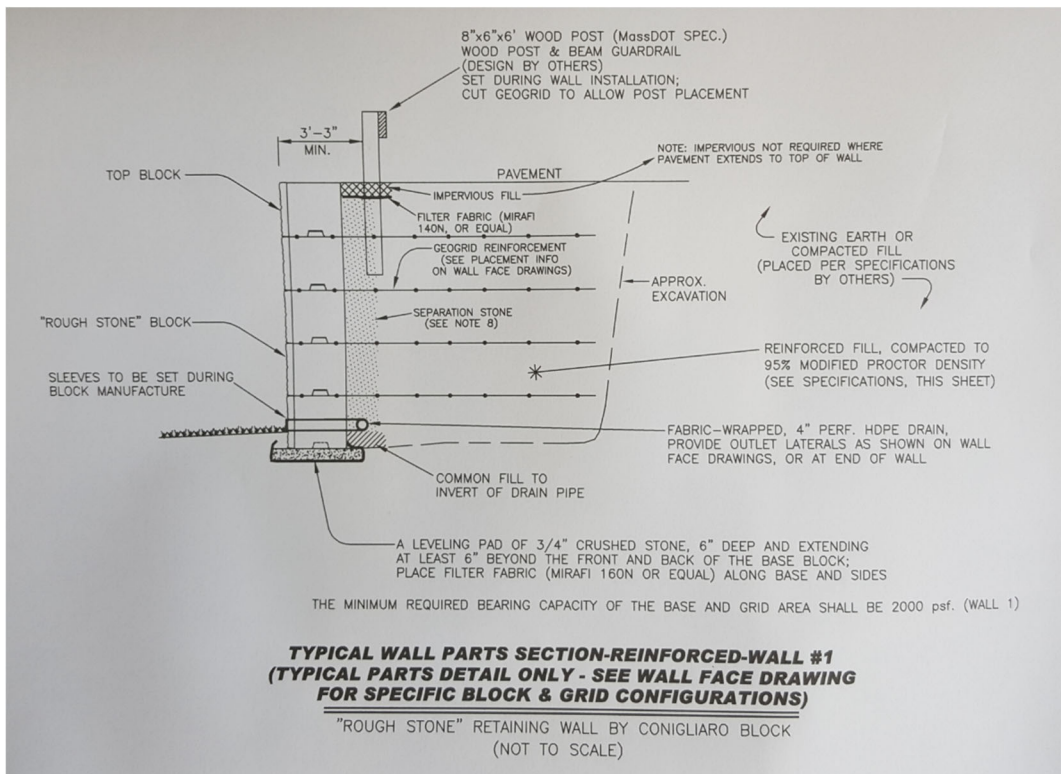 8"x6"x6' WOOD POST (MassDOT SPEC.)
WOOD POST & BEAM GUARDRAIL
(DESIGN BY OTHERS)
SET DURING WALL INSTALLATION;
CUT GEOGRID TO ALLOW POST PLACEMENT
3'-3"
MIN.
NOTE: IMPERVIOUS NOT REQUIRED WHERE
PAVEMENT EXTENDS TO TOP OF WALL
TOP BLOCK
PAVEMENT
IMPERVIOUS FILL
FILTER FABRIC (MIRAFI
140N, OR EQUAL)
GEOGRID REINFORCEMENT
(SEE PLACEMENT INFO
ON WALL FACE DRAWINGS)
EXISTING EARTH OR
COMPACTED FILL
(PLACED PER SPECIFICATIONS
BY OTHERS)
APPROX.
EXCAVATION
SEPARATION STONE
(SEE NOTE 8)
"ROUGH STONE" BLOCK
REINFORCED FILL, COMPACTED TO
95% MODIFIED PROCTOR DENSITY
(SEE SPECIFICATIONS, THIS SHEET)
SLEEVES TO BE SET DURING
BLOCK MANUFACTURE
FABRIC-WRAPPED, 4" PERF. HDPE DRAIN,
PROVIDE OUTLET LATERALS AS SHOWN ON WALL
FACE DRAWINGS, OR AT END OF WALL
COMMON FILL TO
INVERT OF DRAIN PIPE
A LEVELING PAD OF 3/4" CRUSHED STONE, 6" DEEP AND EXTENDING
AT LEAST 6" BEYOND THE FRONT AND BACK OF THE BASE BLOCK;
PLACE FILTER FABRIC (MIRAFI 160N OR EQUAL) ALONG BASE AND SIDES
THE MINIMUM REQUIRED BEARING CAPACITY OF THE BASE AND GRID AREA SHALL BE 2000 psf. (WALL 1)
TYPICAL WALL PARTS SECTION-REINFORCED-WALL #1
(TYPICAL PARTS DETAIL ONLY - SEE WALL FACE DRAWING
FOR SPECIFIC BLOCK & GRID CONFIGURATIONS)
"ROUGH STONE" RETAINING WALL BY CONIGLIARO BLOCK
(NOT TO SCALE)